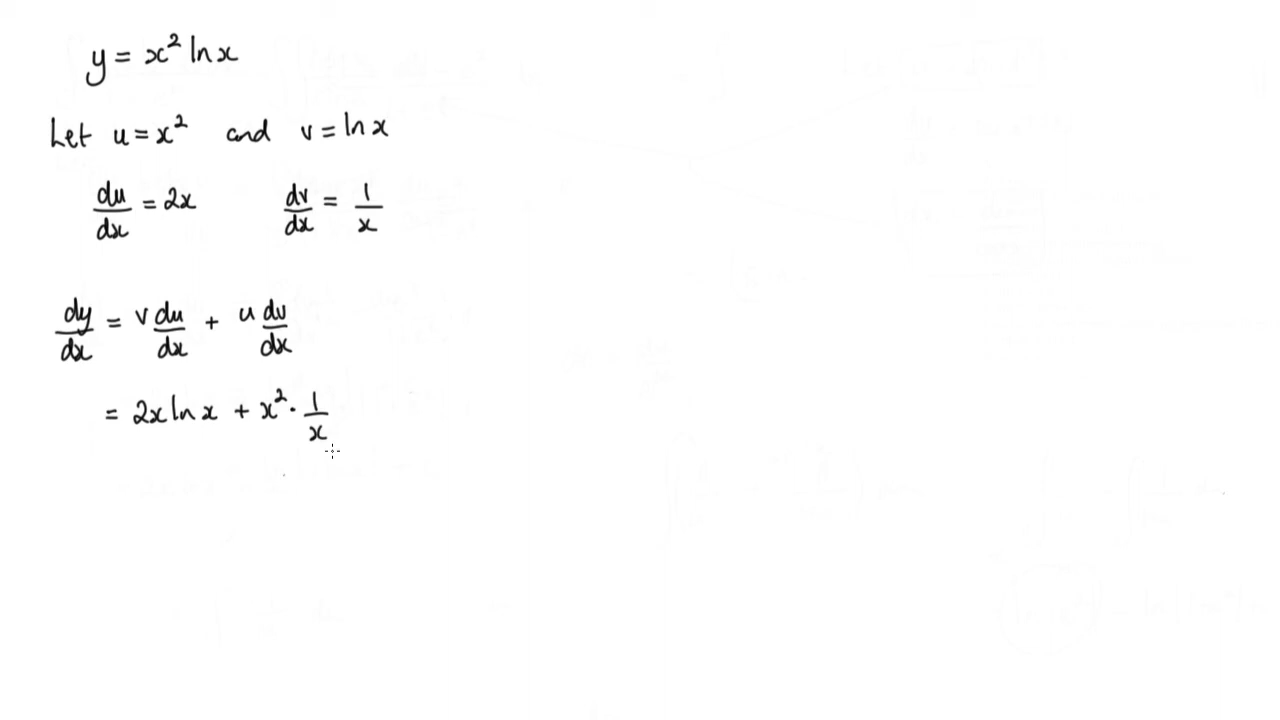 y = x² ln x
Let u = x² and v = ln x
du/dx = 2x dv/dx = 1/x
dy/dx = v du/dx + u dv/dx
= 2x ln x + x² · 1/x